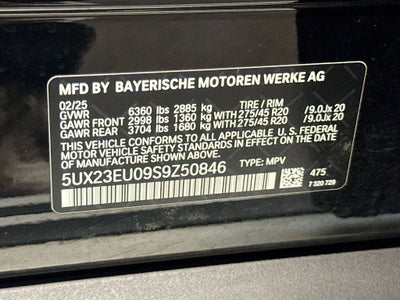 MFD BY BAYERISCHE MOTOREN WERKE AG
02/25 6360 lbs 2885 kg TIRE / RIM
GVWR
GAWR FRONT 2998 lbs 1360 kg WITH 275/45 R20 /9.0Jx 20
GAWR REAR 3704 lbs 1680 kg WITH 275/45 R20 /9.0Jx 20
THIS VEHICLE CONFORMS TO ALL APPLICABLE U. S. FEDERAL
MOTOR VEHICLE SAFETY STANDARDS IN EFFECT ON THE DATE
OF MANUFACTURE SHOWN ABOVE.
5UX23EU09S9Z50846 TYPE: MPV
475
7 320 729